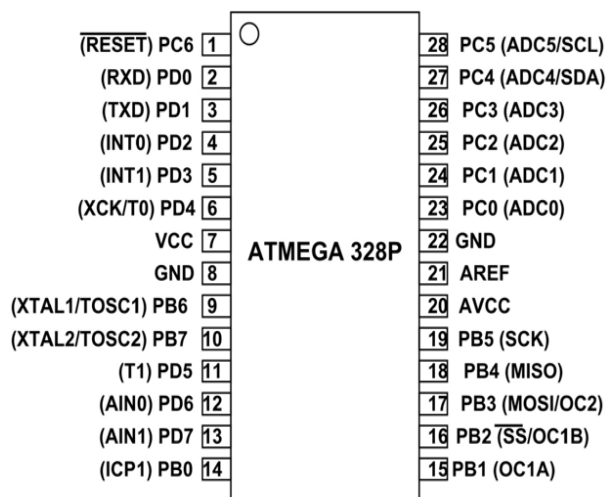 (RESET) PC6 1
(RXD) PD0 2
(TXD) PD1 3
(INT0) PD2 4
(INT1) PD3 5
(XCK/T0) PD4 6
VCC 7
GND 8
(XTAL1/TOSC1) PB6 9
(XTAL2/TOSC2) PB7 10
(T1) PD5 11
(AIN0) PD6 12
(AIN1) PD7 13
(ICP1) PB0 14
ATMEGA 328P
28 PC5 (ADC5/SCL)
27 PC4 (ADC4/SDA)
26 PC3 (ADC3)
25 PC2 (ADC2)
24 PC1 (ADC1)
23 PC0 (ADC0)
22 GND
21 AREF
20 AVCC
19 PB5 (SCK)
18 PB4 (MISO)
17 PB3 (MOSI/OC2)
16 PB2 (SS/OC1B)
15 PB1 (OC1A)